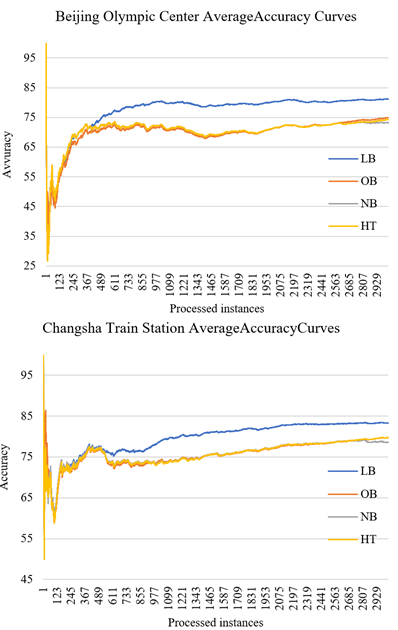 Beijing Olympic Center AverageAccuracy Curves
95
85
75
65
55
45
35
25
Avvuracy
LB
OB
NB
HT
1 123 245 367 489 611 733 855 977 1099 1221 1343 1465 1587 1709 1831 1953 2075 2197 2319 2441 2563 2685 2807 2929
Processed instances
Changsha Train Station AverageAccuracyCurves
95
85
75
65
55
45
Accuracy
LB
OB
NB
HT
1 123 245 367 489 611 733 855 977 1099 1221 1343 1465 1587 1709 1831 1953 2075 2197 2319 2441 2563 2685 2807 2929
Processed instances